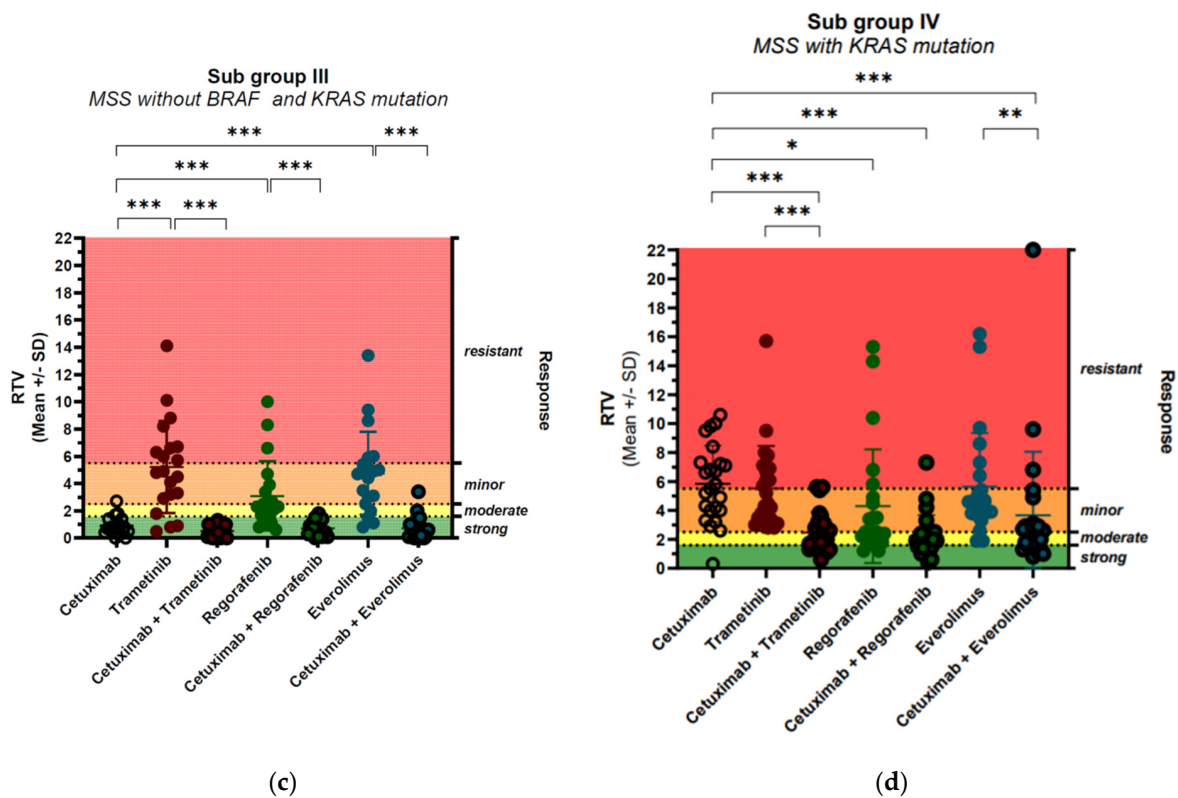 Sub group III
MSS without BRAF and KRAS mutation
***
***
***
***
***
***
22
20
18
16
14
12
10
8
6
4
2
0
RTV
(Mean +/- SD)
resistant
minor
moderate
strong
Response
Cetuximab
Trametinib
Cetuximab + Trametinib
Regorafenib
Cetuximab + Regorafenib
Everolimus
Cetuximab + Everolimus
(c)
Sub group IV
MSS with KRAS mutation
***
***
**
*
***
***
22
20
18
16
14
12
10
8
6
4
2
0
RTV
(Mean +/- SD)
resistant
minor
moderate
strong
Response
Cetuximab
Trametinib
Cetuximab + Trametinib
Regorafenib
Cetuximab + Regorafenib
Everolimus
Cetuximab + Everolimus
(d)